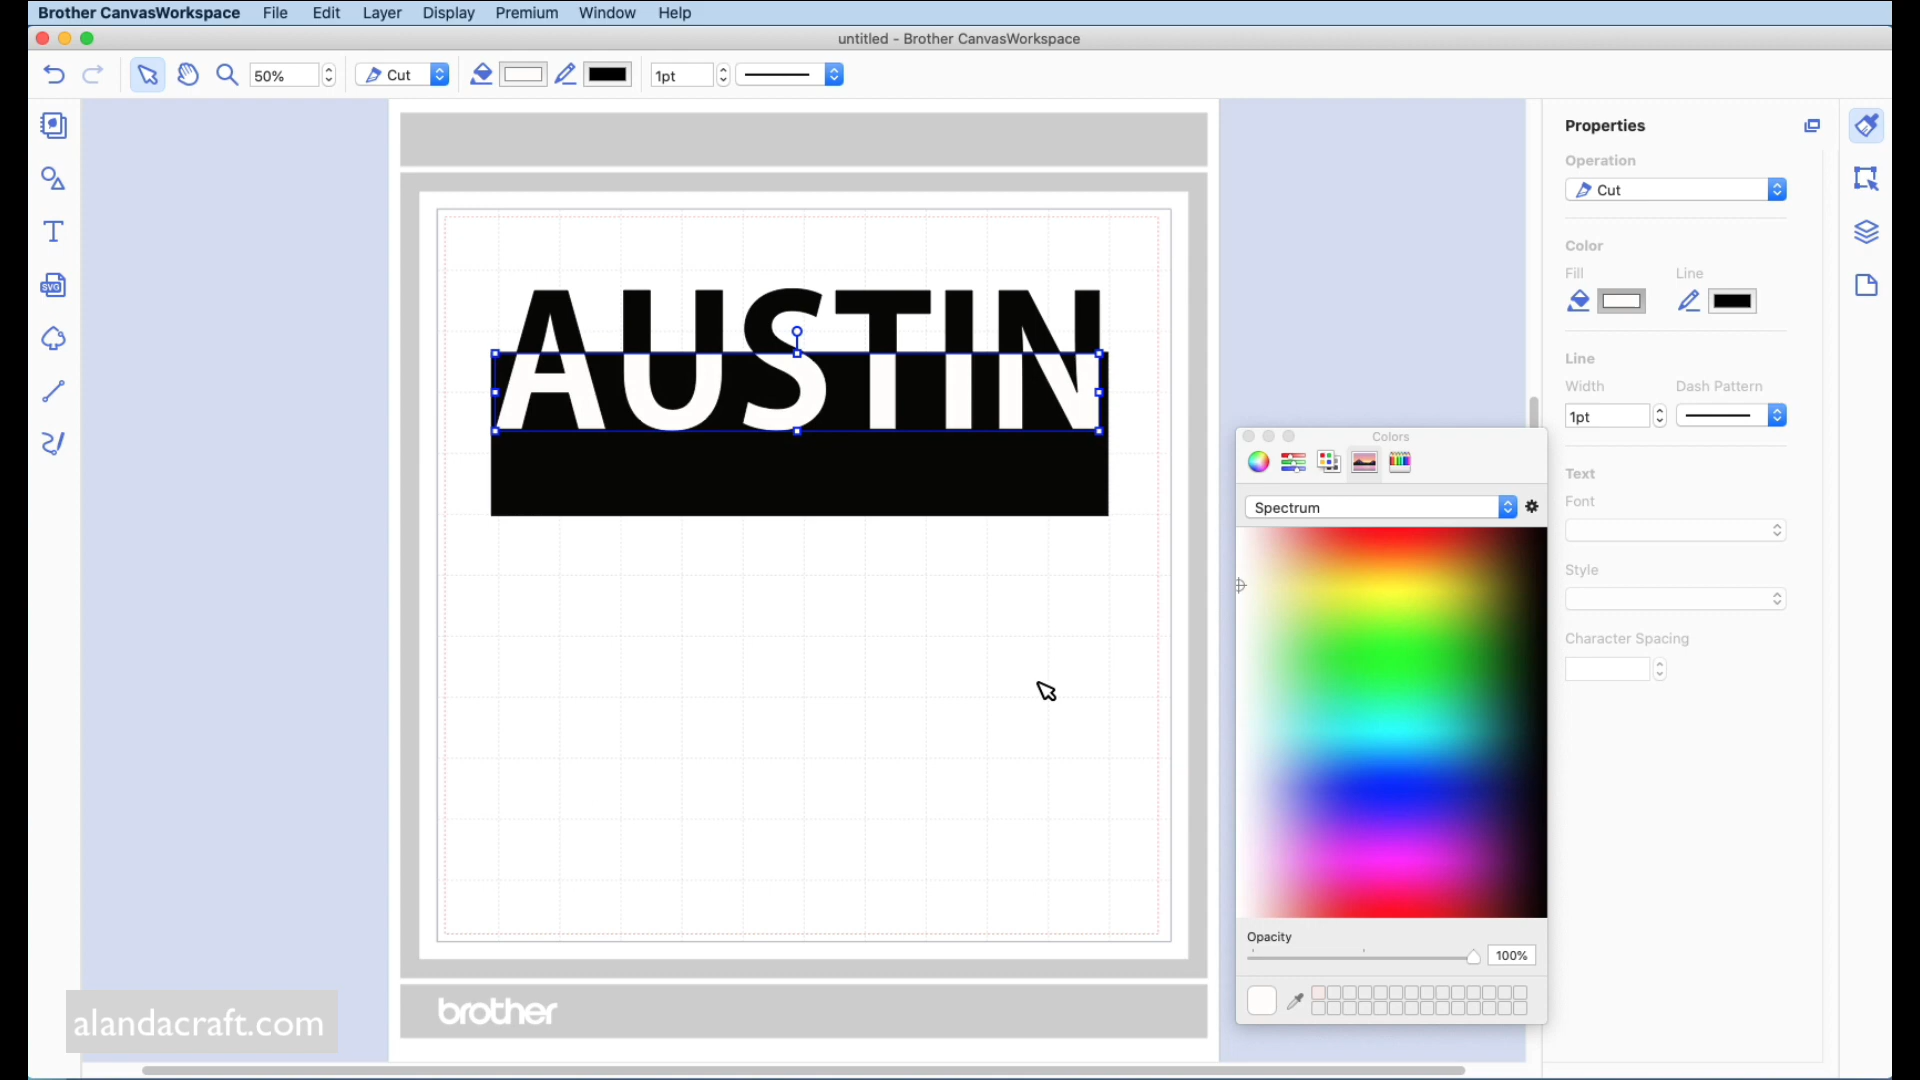 Brother CanvasWorkspace File Edit Layer Display Premium Window Help
untitled - Brother CanvasWorkspace
50% Cut 1pt
Properties
Operation
Cut
Color
Fill Line
Line
Width Dash Pattern
1pt
Text
Font
Style
Character Spacing
SVG
AUSTIN
Colors
Spectrum
Opacity
100%
brother
alandacraft.com